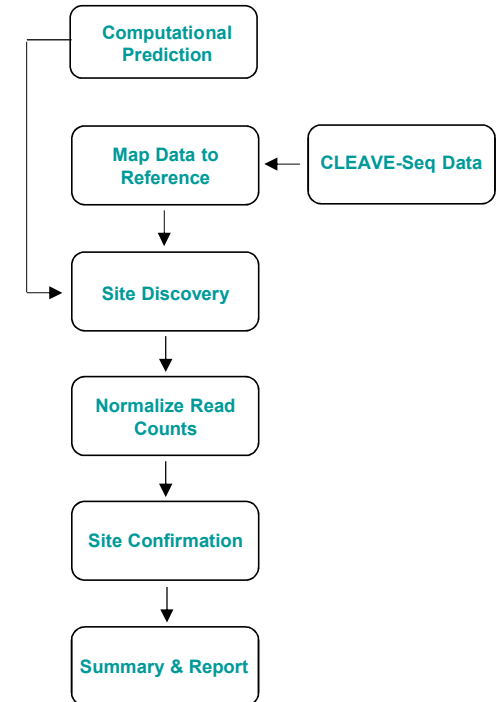 Computational
Prediction
Map Data to
Reference
CLEAVE-Seq Data
Site Discovery
Normalize Read
Counts
Site Confirmation
Summary & Report